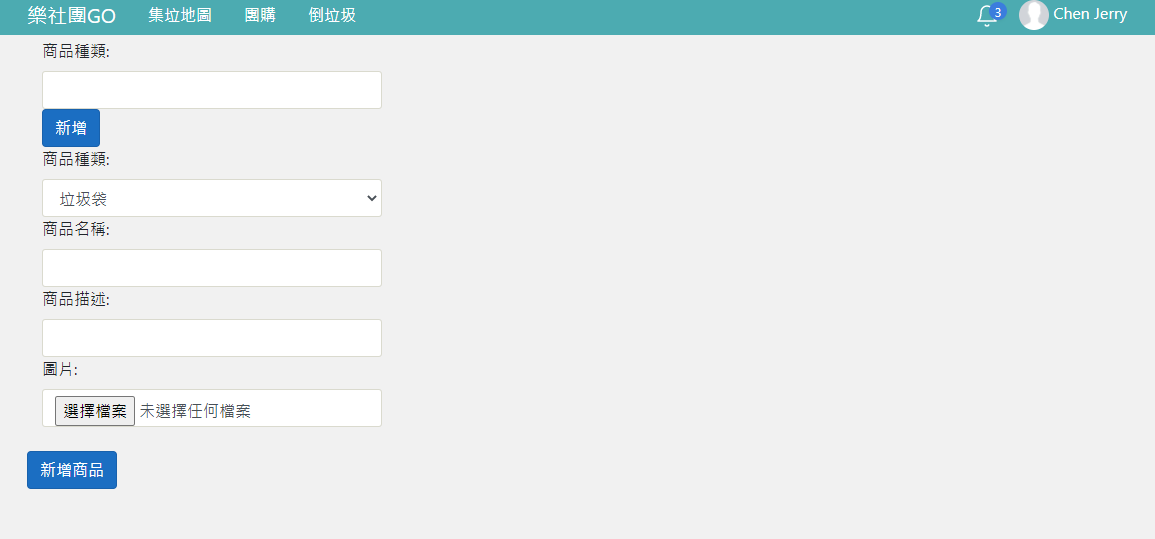 樂社團GO 集垃地圖 團購 倒垃圾 3 Chen Jerry
商品種類:
新增
商品種類:
垃圾袋
商品名稱:
商品描述:
圖片:
選擇檔案 未選擇任何檔案
新增商品